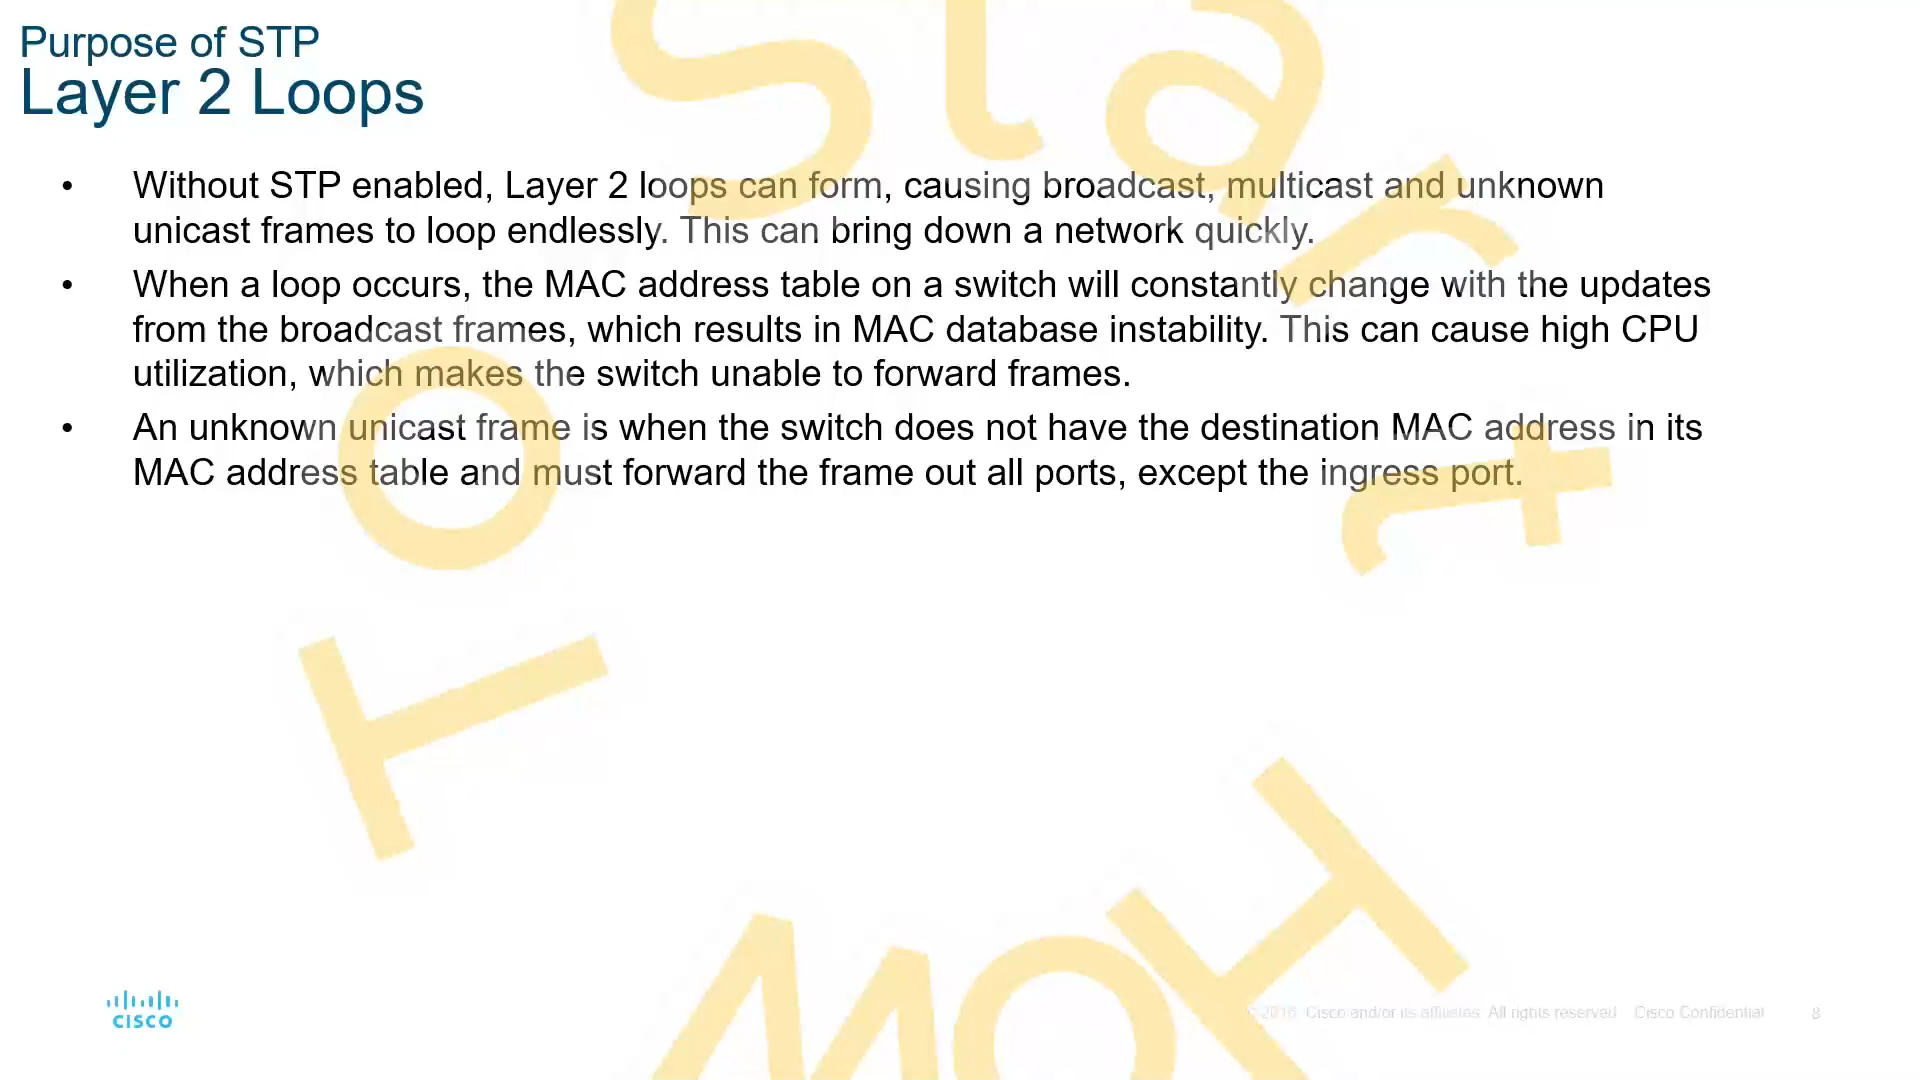 Purpose of STP
Layer 2 Loops
• Without STP enabled, Layer 2 loops can form, causing broadcast, multicast and unknown
unicast frames to loop endlessly. This can bring down a network quickly.
• When a loop occurs, the MAC address table on a switch will constantly change with the updates
from the broadcast frames, which results in MAC database instability. This can cause high CPU
utilization, which makes the switch unable to forward frames.
• An unknown unicast frame is when the switch does not have the destination MAC address in its
MAC address table and must forward the frame out all ports, except the ingress port.
How To Start
CISCO
© 2016 Cisco and/or its affiliates. All rights reserved. Cisco Confidential 8